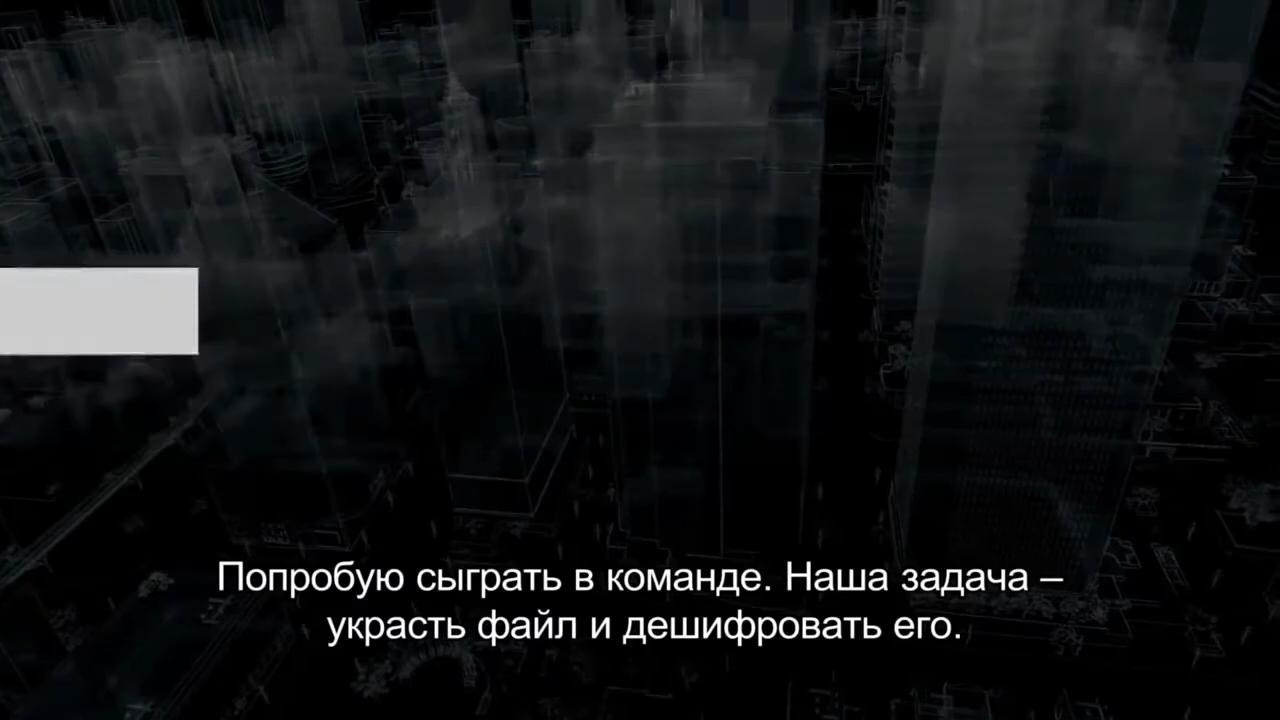 Попробую сыграть в команде. Наша задача –
украсть файл и дешифровать его.